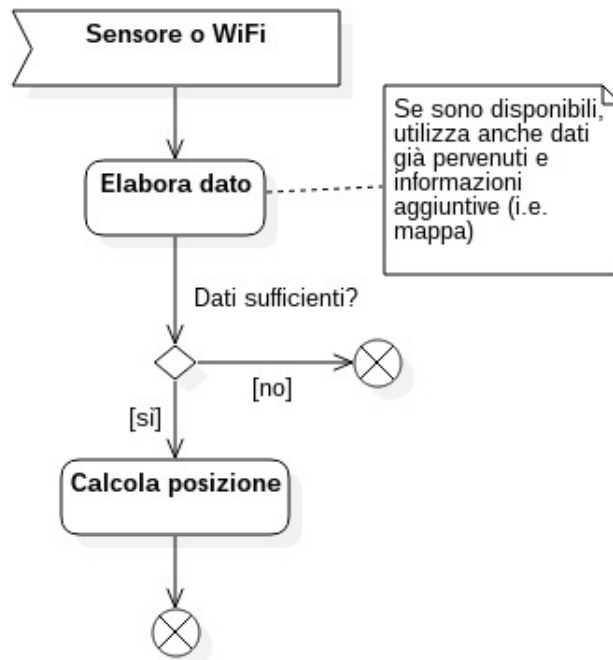 Sensore o WiFi
Se sono disponibili,
utilizza anche dati
già pervenuti e
informazioni
aggiuntive (i.e.
mappa)
Elabora dato
Dati sufficienti?
[no]
[sì]
Calcola posizione